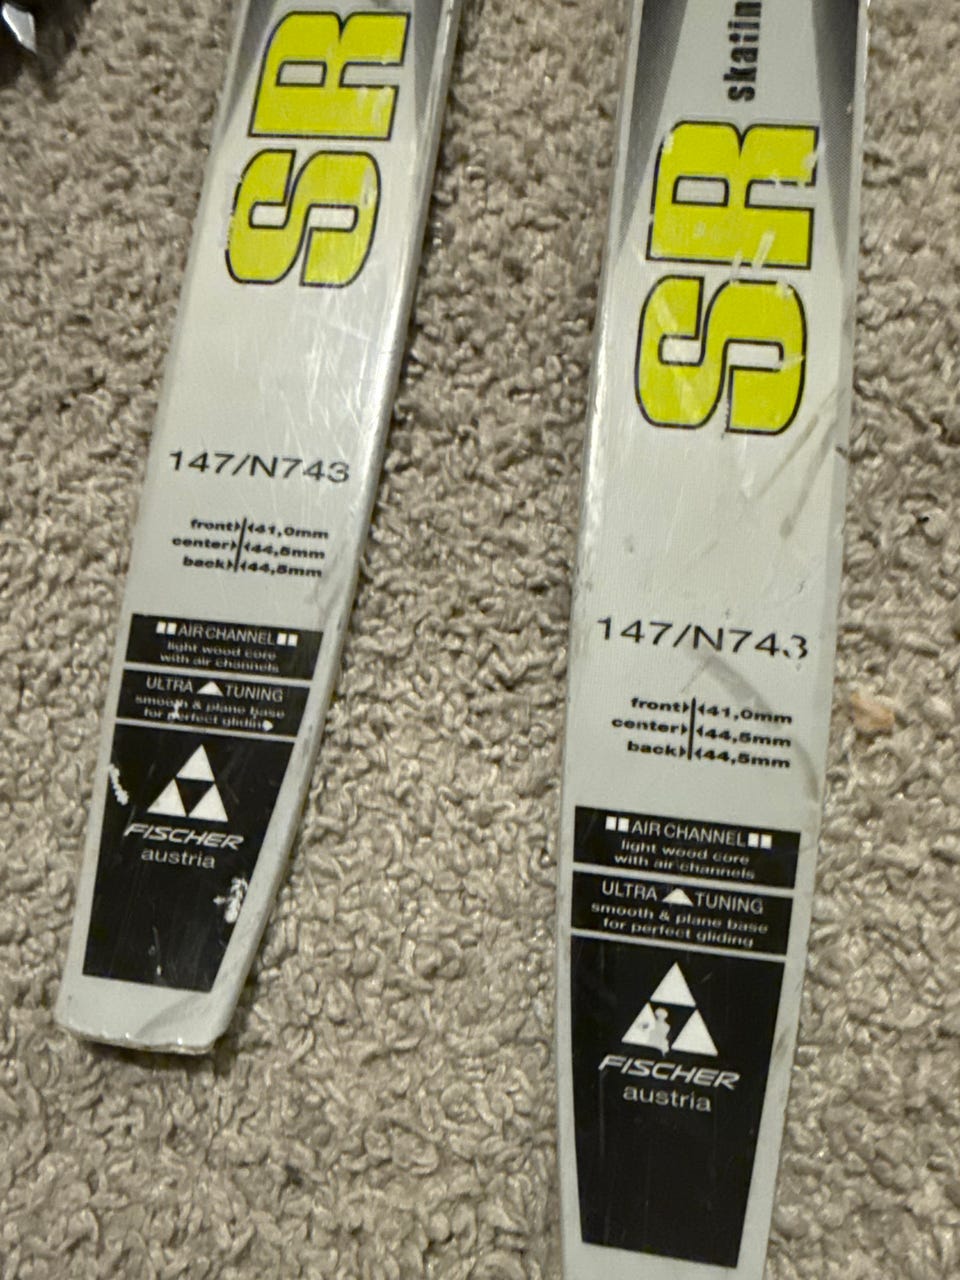 SR
147/N743
front 41,0mm
center 44,5mm
back 44,5mm
AIR CHANNEL
light wood core
with air channels
ULTRA TUNING
smooth & plane base
for perfect gliding
FISCHER
austria
SR skatin
147/N743
front 41,0mm
center 44,5mm
back 44,5mm
AIR CHANNEL
light wood core
with air channels
ULTRA TUNING
smooth & plane base
for perfect gliding
FISCHER
austria